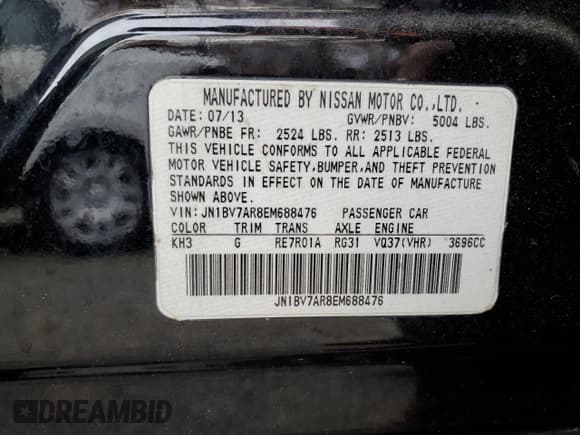 MANUFACTURED BY NISSAN MOTOR CO.,LTD.
DATE: 07/13 GVWR/PNBV: 5004 LBS.
GAWR/PNBE FR: 2524 LBS. RR: 2513 LBS.
THIS VEHICLE CONFORMS TO ALL APPLICABLE FEDERAL
MOTOR VEHICLE SAFETY,BUMPER,AND THEFT PREVENTION
STANDARDS IN EFFECT ON THE DATE OF MANUFACTURE
SHOWN ABOVE.
VIN: JN1BV7AR8EM688476 PASSENGER CAR
COLOR TRIM TRANS AXLE ENGINE
KH3 G RE7R01A RG31 VQ37(VHR) 3696CC
JN1BV7AR8EM688476
DREAMBID